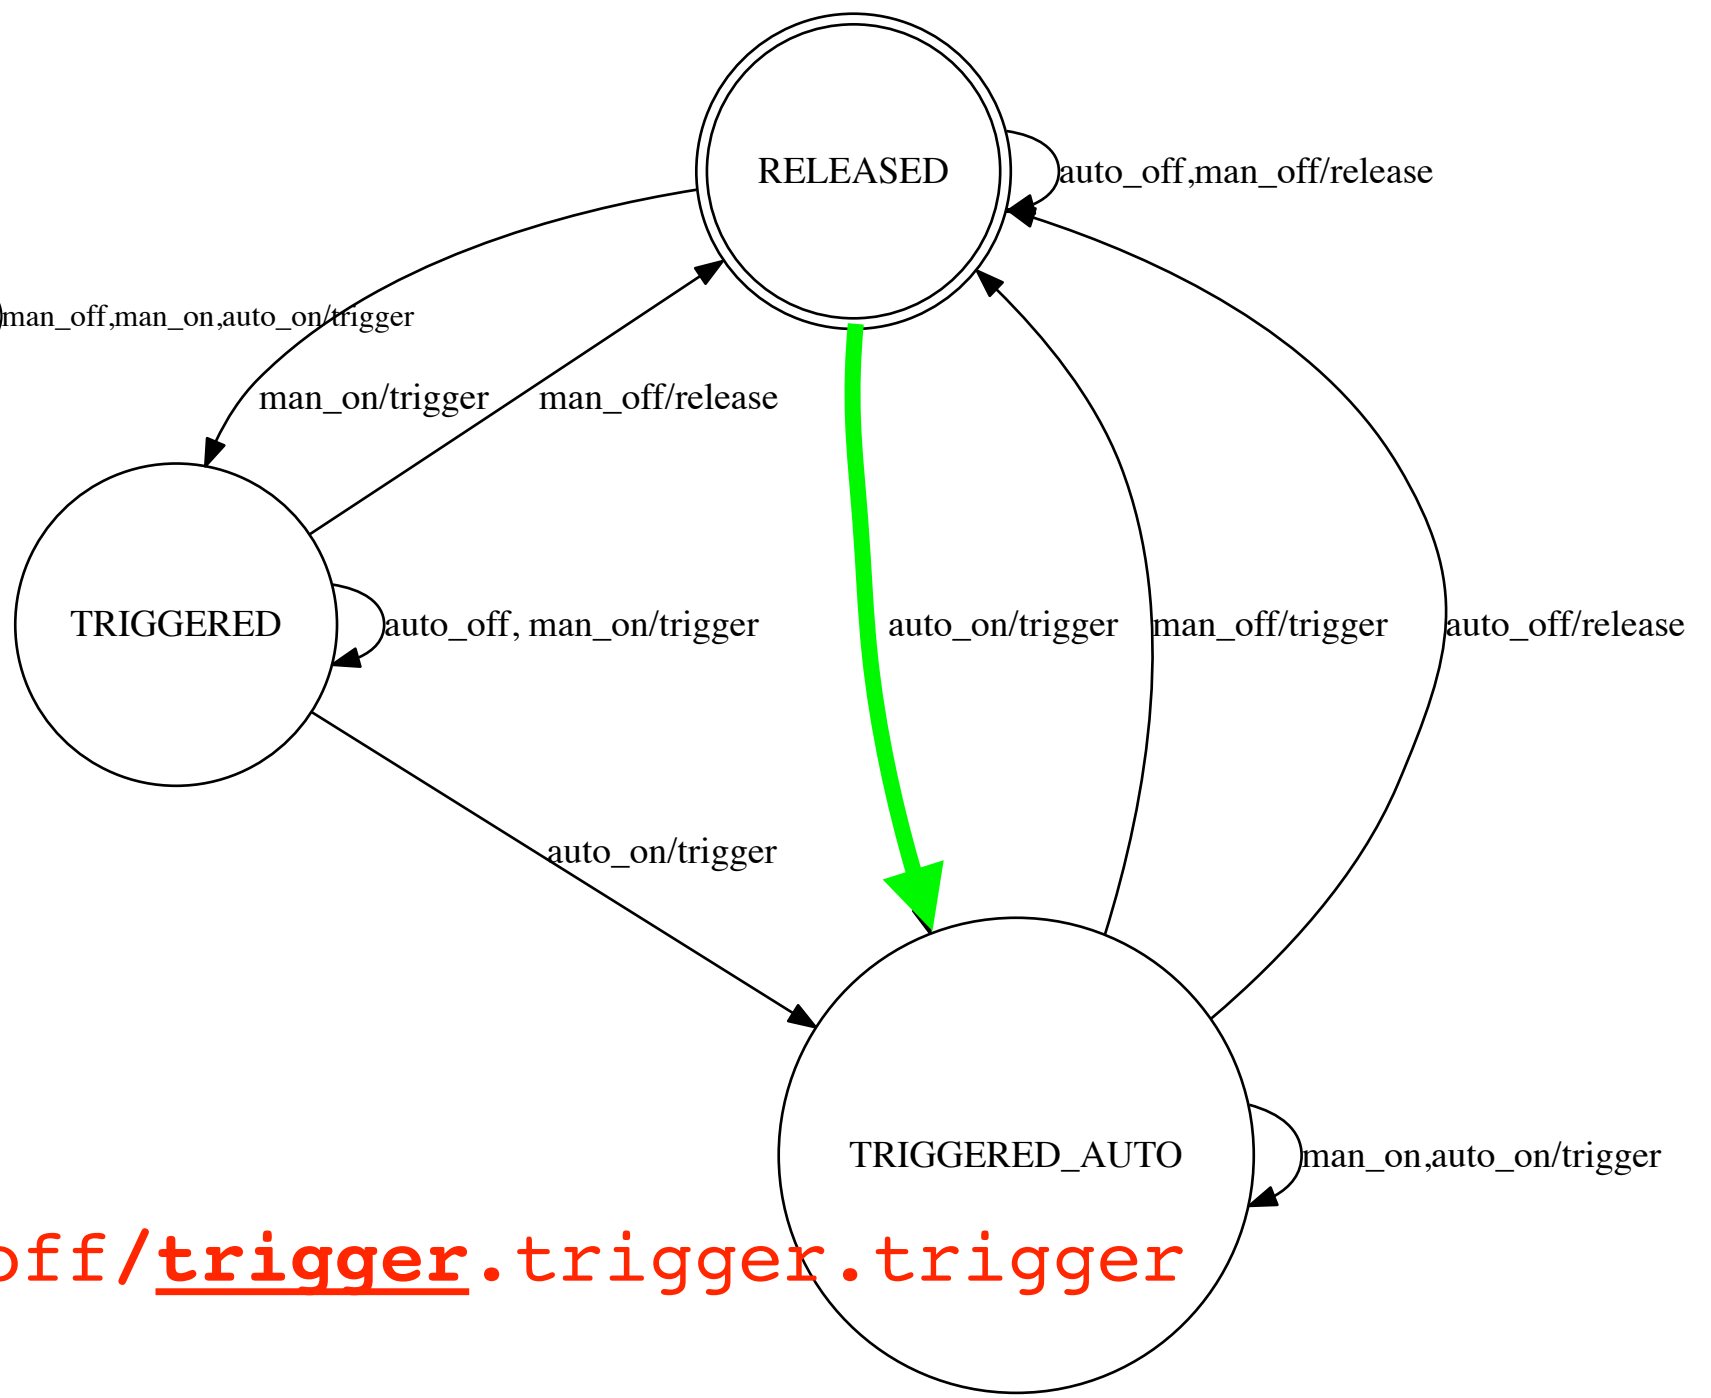 RELEASED
auto_off,man_off/release
man_off,man_on,auto_on/trigger
man_on/trigger
man_off/release
TRIGGERED
auto_off, man_on/trigger
auto_on/trigger
man_off/trigger
auto_off/release
auto_on/trigger
TRIGGERED_AUTO
man_on,auto_on/trigger
off/trigger.trigger.trigger